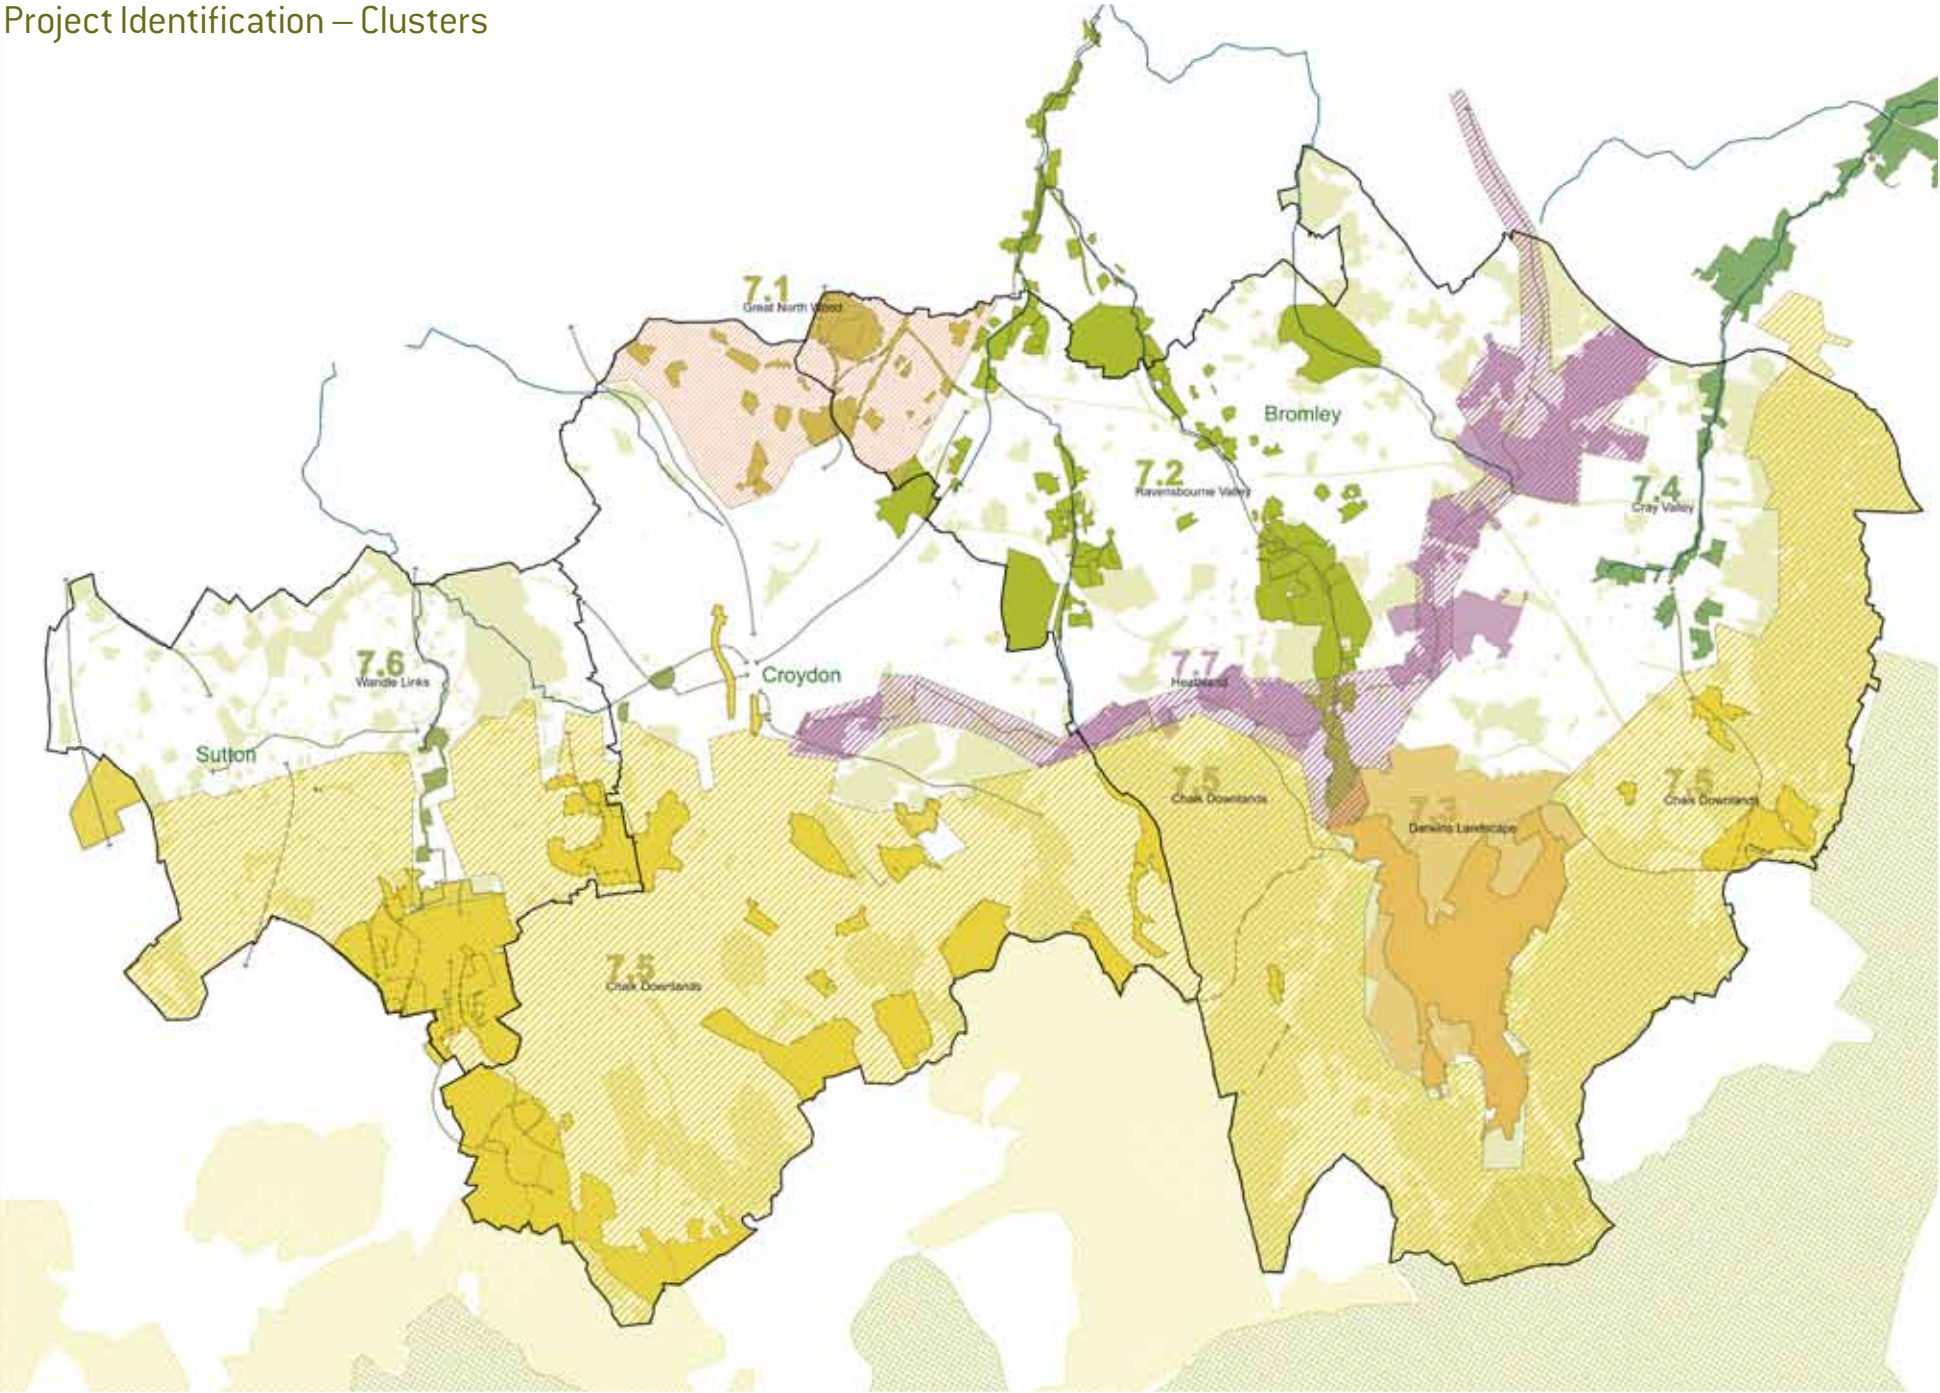 Project Identification – Clusters
7.1
Great North Wood
Bromley
7.2
Ravensbourne Valley
7.4
Cray Valley
7.6
Wandle Links
Croydon
7.7
Heathland
Sutton
7.5
Chalk Downlands
7.3
Darwins Landscape
7.5
Chalk Downlands
7.5
Chalk Downlands